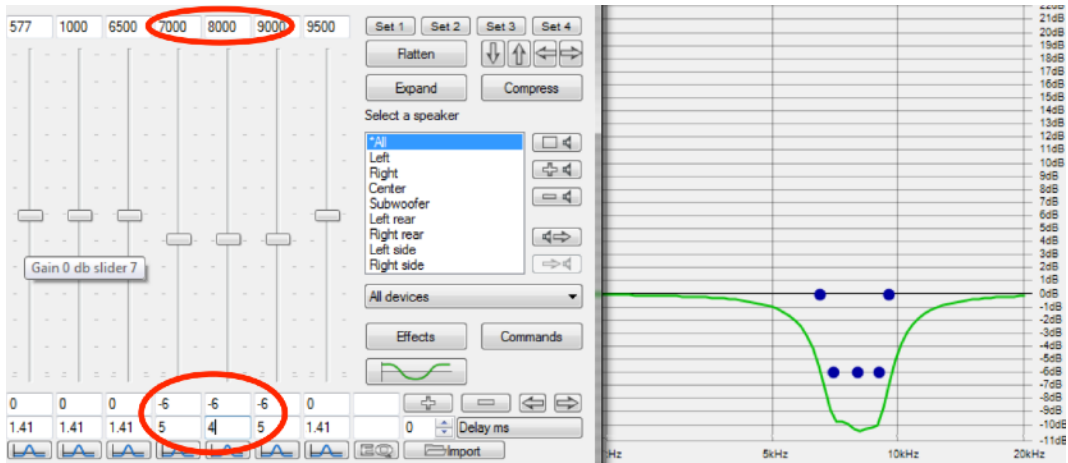 577 1000 6500 7000 8000 9000 9500
Set 1 Set 2 Set 3 Set 4
Flatten
Expand Compress
Select a speaker
*All
Left
Right
Center
Subwoofer
Left rear
Right rear
Left side
Right side
Gain 0 db slider 7
All devices
Effects Commands
0 0 0 -6 -6 -6 0
1.41 1.41 1.41 5 4 5 1.41 0 Delay ms
Import
21dB
20dB
19dB
18dB
17dB
16dB
15dB
14dB
13dB
12dB
11dB
10dB
9dB
8dB
7dB
6dB
5dB
4dB
3dB
2dB
1dB
0dB
-1dB
-2dB
-3dB
-4dB
-5dB
-6dB
-7dB
-8dB
-9dB
-10dB
-11dB
5kHz 10kHz 20kHz